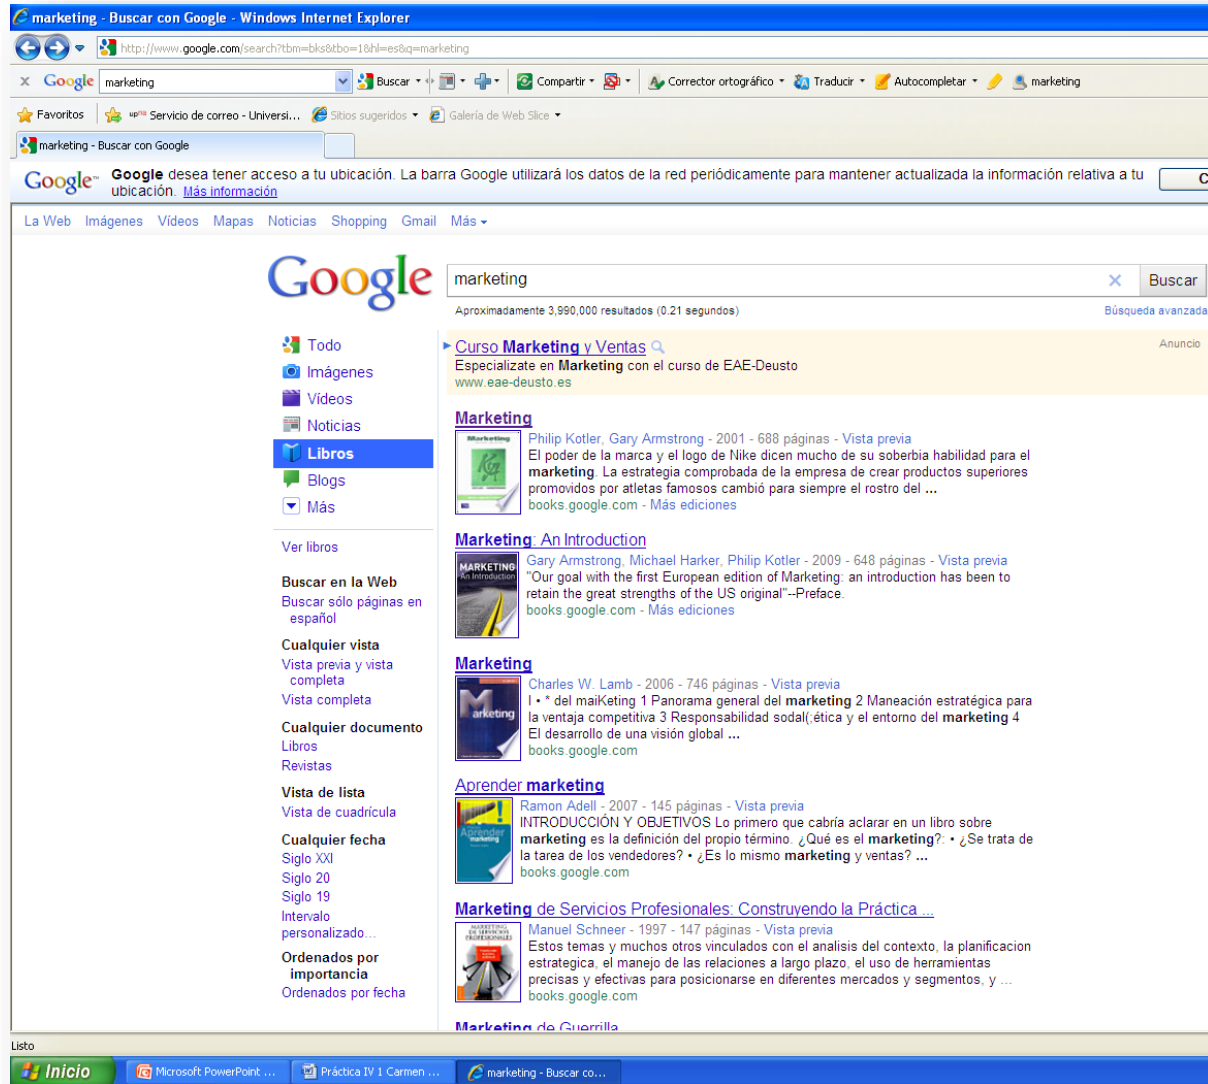 marketing - Buscar con Google - Windows Internet Explorer
http://www.google.com/search?tbm=bks&tbo=1&hl=es&q=marketing
x Google marketing Buscar Compartir Corrector ortográfico Traducir Autocompletar marketing
Favoritos upna Servicio de correo - Universi... Sitios sugeridos Galería de Web Slice
marketing - Buscar con Google
Google™ Google desea tener acceso a tu ubicación. La barra Google utilizará los datos de la red periódicamente para mantener actualizada la información relativa a tu
ubicación. Más información
La Web Imágenes Vídeos Mapas Noticias Shopping Gmail Más
Google marketing Buscar
Aproximadamente 3,990,000 resultados (0.21 segundos) Búsqueda avanzada
Todo
Imágenes
Vídeos
Noticias
Libros
Blogs
Más
Ver libros
Buscar en la Web
Buscar sólo páginas en
español
Cualquier vista
Vista previa y vista
completa
Vista completa
Cualquier documento
Libros
Revistas
Vista de lista
Vista de cuadrícula
Cualquier fecha
Siglo XXI
Siglo 20
Siglo 19
Intervalo
personalizado...
Ordenados por
importancia
Ordenados por fecha
Curso Marketing y Ventas Anuncio
Especializate en Marketing con el curso de EAE-Deusto
www.eae-deusto.es
Marketing
Marketing
Philip Kotler, Gary Armstrong - 2001 - 688 páginas - Vista previa
El poder de la marca y el logo de Nike dicen mucho de su soberbia habilidad para el
marketing. La estrategia comprobada de la empresa de crear productos superiores
promovidos por atletas famosos cambió para siempre el rostro del ...
books.google.com - Más ediciones
Marketing: An Introduction
MARKETING
An Introduction
Gary Armstrong, Michael Harker, Philip Kotler - 2009 - 648 páginas - Vista previa
"Our goal with the first European edition of Marketing: an introduction has been to
retain the great strengths of the US original"--Preface.
books.google.com - Más ediciones
Marketing
Marketing
Charles W. Lamb - 2006 - 746 páginas - Vista previa
I • * del maiKeting 1 Panorama general del marketing 2 Maneación estratégica para
la ventaja competitiva 3 Responsabilidad sodal(;ética y el entorno del marketing 4
El desarrollo de una visión global ...
books.google.com
Aprender marketing
Aprender
marketing
Ramon Adell - 2007 - 145 páginas - Vista previa
INTRODUCCIÓN Y OBJETIVOS Lo primero que cabría aclarar en un libro sobre
marketing es la definición del propio término. ¿Qué es el marketing?: • ¿Se trata de
la tarea de los vendedores? • ¿Es lo mismo marketing y ventas? ...
books.google.com
Marketing de Servicios Profesionales: Construyendo la Práctica ...
MARKETING
DE SERVICIOS
PROFESIONALES
Manuel Schneer - 1997 - 147 páginas - Vista previa
Estos temas y muchos otros vinculados con el analisis del contexto, la planificacion
estrategica, el manejo de las relaciones a largo plazo, el uso de herramientas
precisas y efectivas para posicionarse en diferentes mercados y segmentos, y ...
books.google.com
Marketing de Guerrilla
Listo
Inicio Microsoft PowerPoint ... Práctica IV 1 Carmen ... marketing - Buscar co...